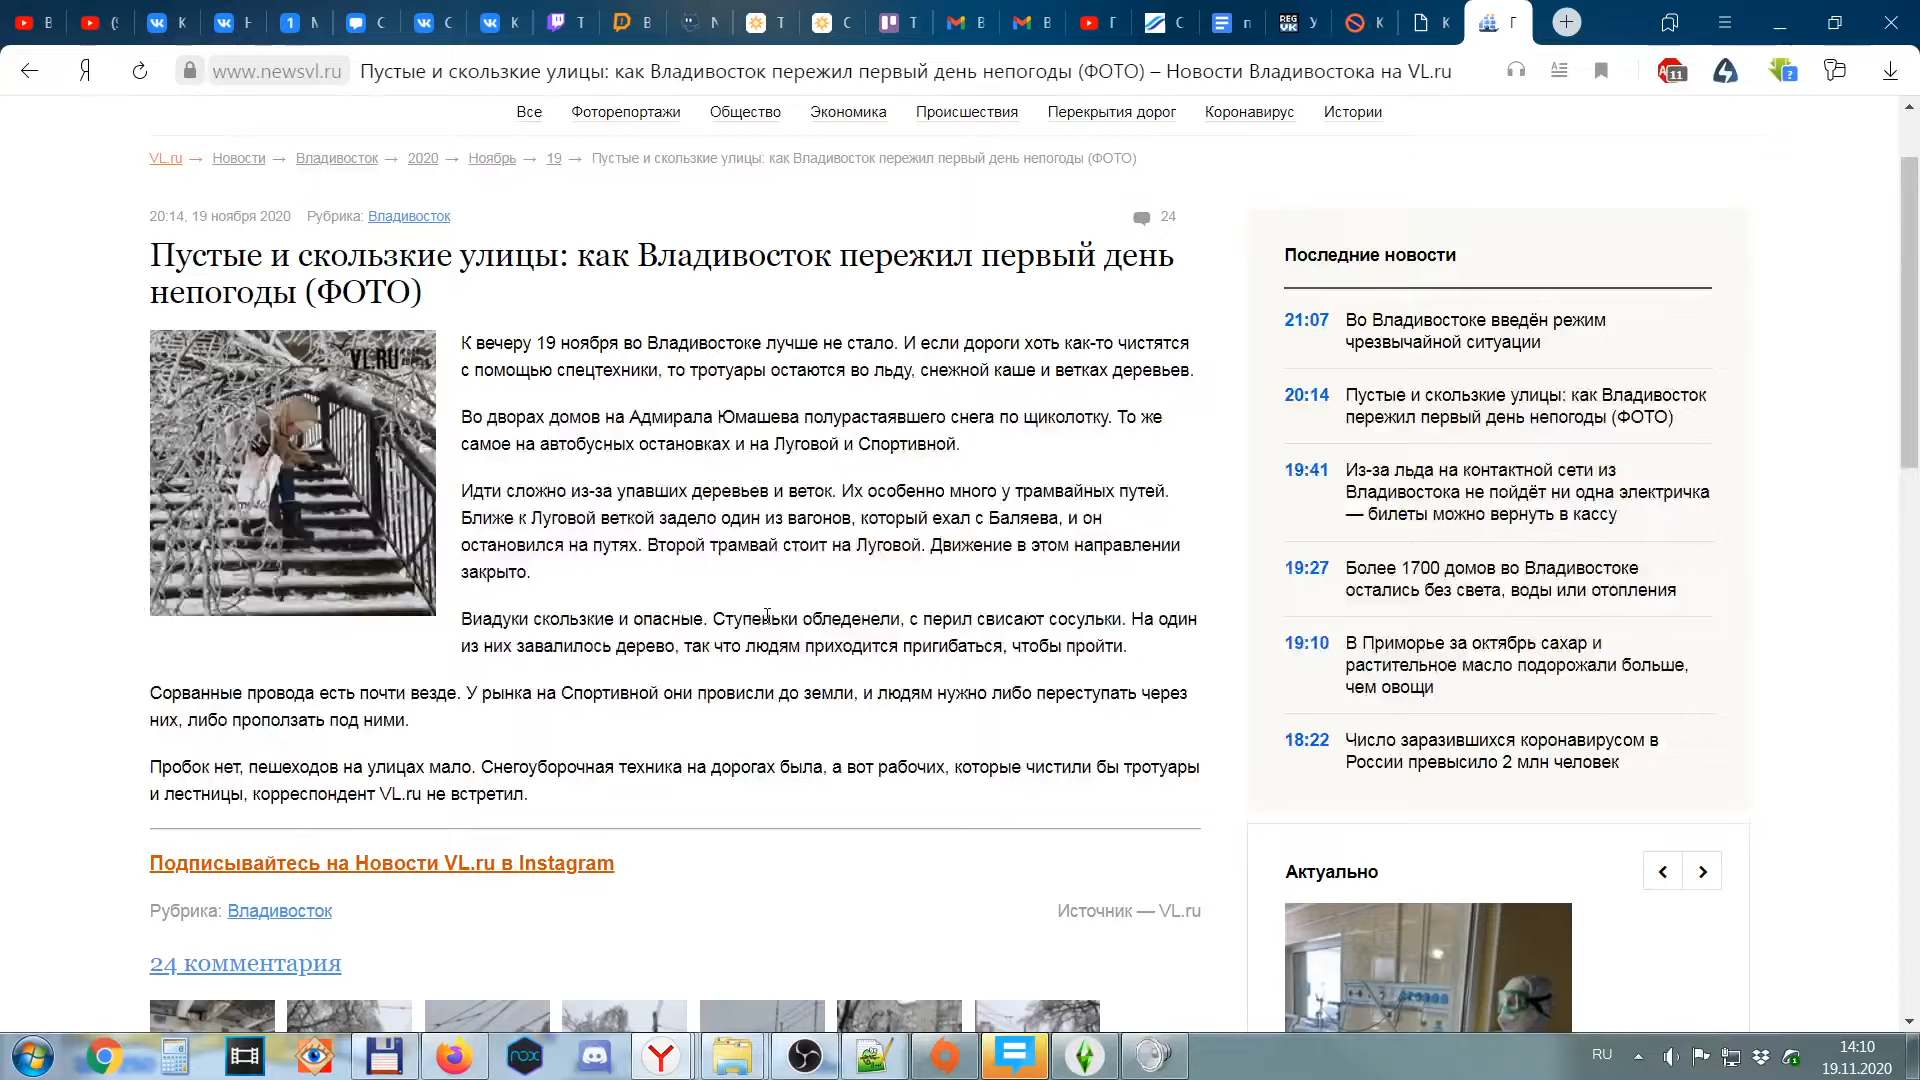 www.newsvl.ru Пустые и скользкие улицы: как Владивосток пережил первый день непогоды (ФОТО) – Новости Владивостока на VL.ru
11
Все Фоторепортажи Общество Экономика Происшествия Перекрытия дорог Коронавирус Истории
VL.ru → Новости → Владивосток → 2020 → Ноябрь → 19 → Пустые и скользкие улицы: как Владивосток пережил первый день непогоды (ФОТО)
20:14, 19 ноября 2020 Рубрика: Владивосток
24
Пустые и скользкие улицы: как Владивосток пережил первый день
непогоды (ФОТО)
VL.RU
К вечеру 19 ноября во Владивостоке лучше не стало. И если дороги хоть как-то чистятся
с помощью спецтехники, то тротуары остаются во льду, снежной каше и ветках деревьев.
Во дворах домов на Адмирала Юмашева полурастаявшего снега по щиколотку. То же
самое на автобусных остановках и на Луговой и Спортивной.
Идти сложно из-за упавших деревьев и веток. Их особенно много у трамвайных путей.
Ближе к Луговой веткой задело один из вагонов, который ехал с Баляева, и он
остановился на путях. Второй трамвай стоит на Луговой. Движение в этом направлении
закрыто.
Виадуки скользкие и опасные. Ступеньки обледенели, с перил свисают сосульки. На один
из них завалилось дерево, так что людям приходится пригибаться, чтобы пройти.
Сорванные провода есть почти везде. У рынка на Спортивной они провисли до земли, и людям нужно либо переступать через
них, либо проползать под ними.
Пробок нет, пешеходов на улицах мало. Снегоуборочная техника на дорогах была, а вот рабочих, которые чистили бы тротуары
и лестницы, корреспондент VL.ru не встретил.
Подписывайтесь на Новости VL.ru в Instagram
Рубрика: Владивосток
Источник — VL.ru
24 комментария
Последние новости
21:07 Во Владивостоке введён режим
чрезвычайной ситуации
20:14 Пустые и скользкие улицы: как Владивосток
пережил первый день непогоды (ФОТО)
19:41 Из-за льда на контактной сети из
Владивостока не пойдёт ни одна электричка
— билеты можно вернуть в кассу
19:27 Более 1700 домов во Владивостоке
остались без света, воды или отопления
19:10 В Приморье за октябрь сахар и
растительное масло подорожали больше,
чем овощи
18:22 Число заразившихся коронавирусом в
России превысило 2 млн человек
Актуально
nox
RU
14:10
19.11.2020